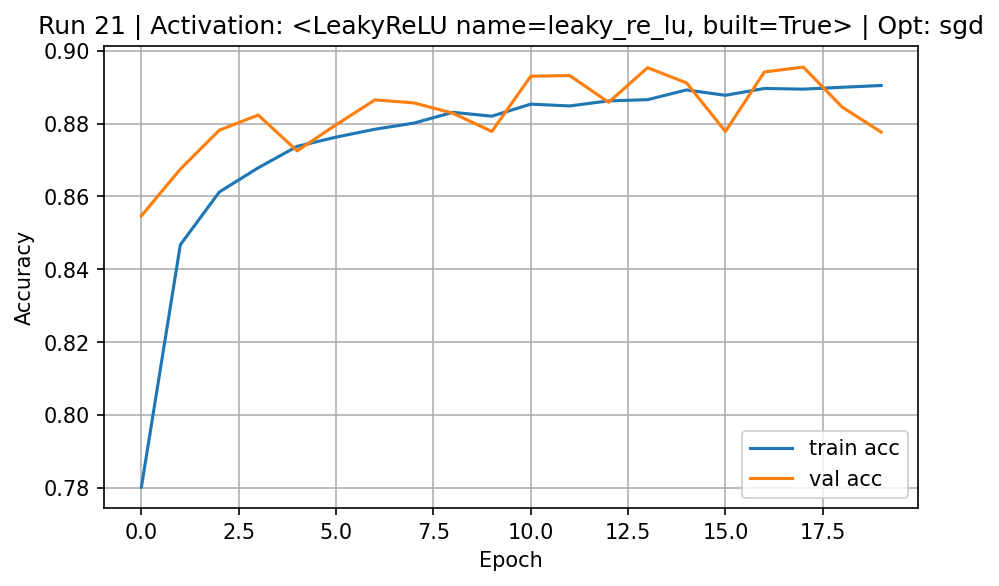 Run 21 | Activation: <LeakyReLU name=leaky_re_lu, built=True> | Opt: sgd
Accuracy
0.90
0.88
0.86
0.84
0.82
0.80
0.78
train acc
val acc
0.0 2.5 5.0 7.5 10.0 12.5 15.0 17.5
Epoch